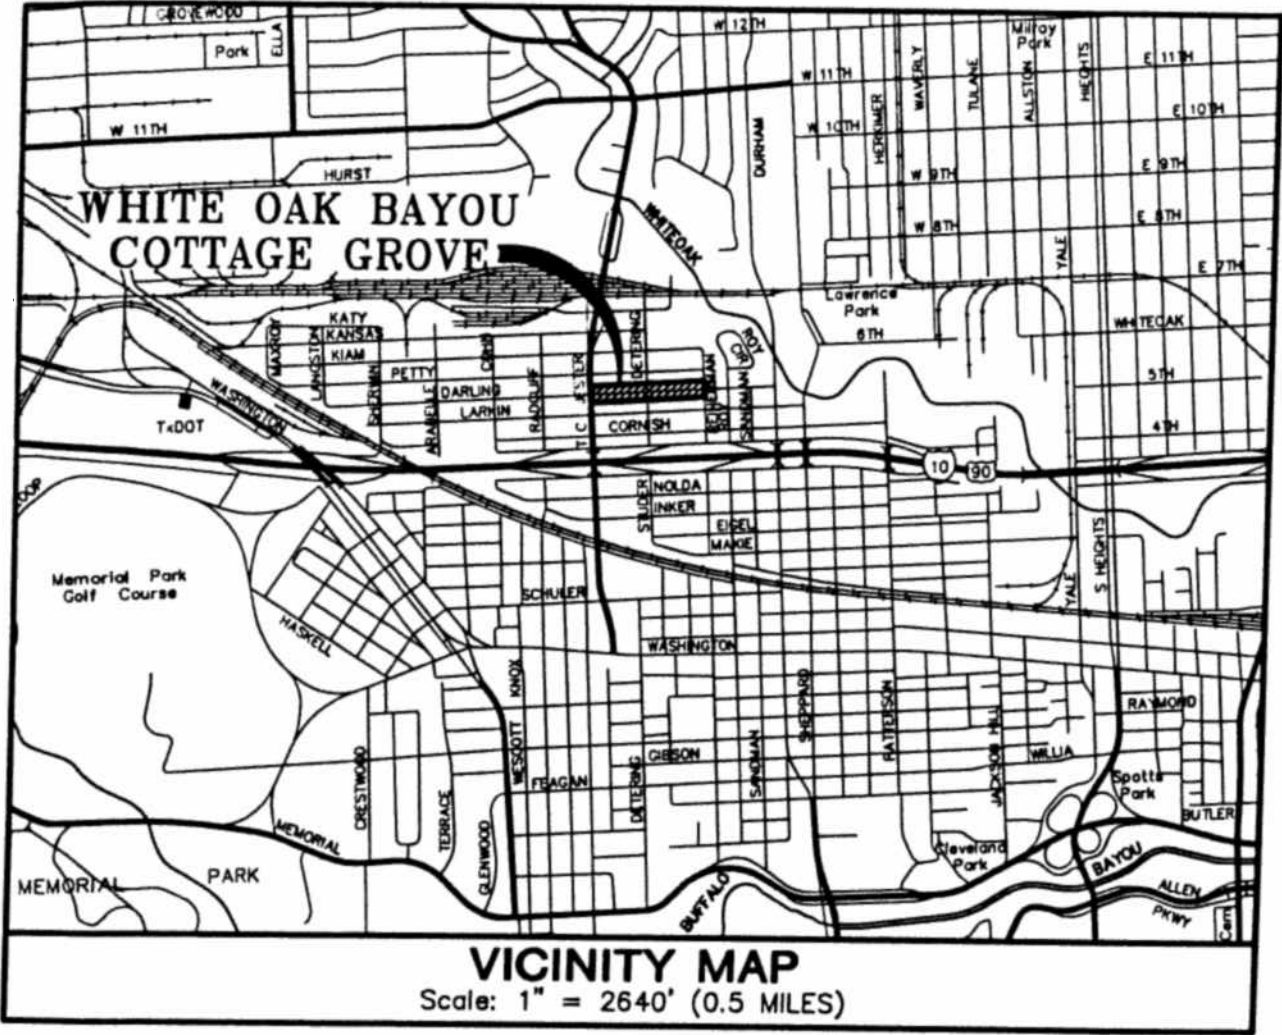 GROVEWOOD
Park
ELLA
W 12TH
Milroy
Park
W 11TH
WAVERLY
TULANE
ALLSTON
HIEGHTS
E 11TH
W 11TH
DURHAM
W 10TH
HERKIMER
E 10TH
HURST
W 9TH
E 9TH
WHITE OAK BAYOU
COTTAGE GROVE
WHITEOAK
W 8TH
E 8TH
YALE
E 7TH
Lawrence
Park
6TH
WHITEOAK
KATY
KANSAS
KIAM
MAXROY
LANGSTON
SHERWIN
PETTY
DARLING
LARKIN
ARABELLE
RADCLIFF
T C JESTER
DETERING
ROY
CIR
SANDMAN
5TH
4TH
WASHINGTON
TxDOT
CORNISH
10
90
STUDER
NOLDA
INKER
EIGEL
MAKIE
S HEIGHTS
YALE
Memorial Park
Golf Course
SCHULER
HASKELL
WASHINGTON
KNOX
WESCOTT
SHEPPARD
PATTERSON
JACKSON HILL
RAYMOND
WILLIA
CRESTWOOD
FEAGAN
GIBSON
DETERING
SANDMAN
Spotts
Park
BUTLER
TERRACE
GLENWOOD
MEMORIAL
Cleveland
Park
MEMORIAL PARK
BUFFALO
BAYOU
ALLEN
PKWY
VICINITY MAP
Scale: 1" = 2640' (0.5 MILES)